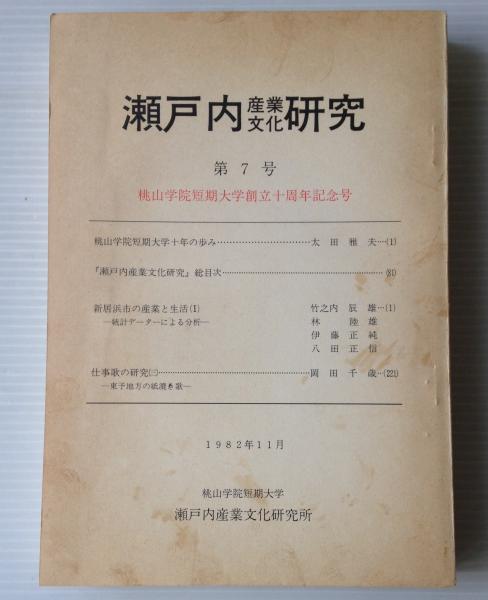 瀬戸内産業文化研究
第7号
桃山学院短期大学創立十周年記念号
桃山学院短期大学十年の歩み……………………太田雅夫…(1)
『瀬戸内産業文化研究』総目次……………………………………(81)
新居浜市の産業と生活(I) 竹之内辰雄…(1)
―統計データーによる分析― 林陸雄
伊藤正純
八田正信
仕事歌の研究㈢……………………………………岡田千歳…(221)
―東予地方の紙漉き歌―
1982年11月
桃山学院短期大学
瀬戸内産業文化研究所